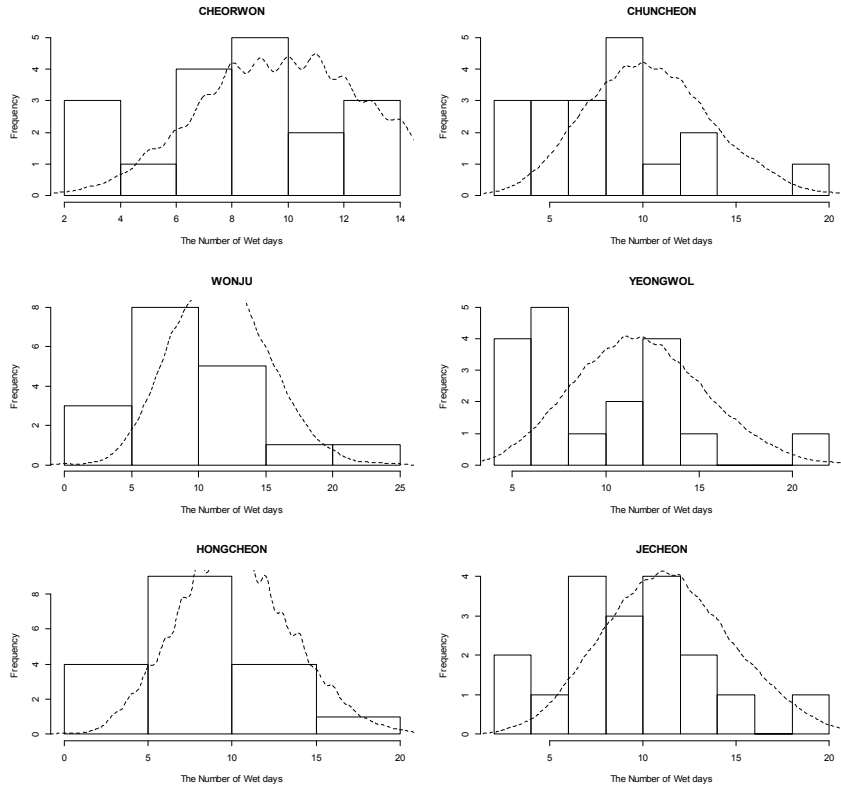 CHEORWON
Frequency
0 1 2 3 4 5
2 4 6 8 10 12 14
The Number of Wet days
CHUNCHEON
Frequency
0 1 2 3 4 5
5 10 15 20
The Number of Wet days
WONJU
Frequency
0 2 4 6 8
0 5 10 15 20 25
The Number of Wet days
YEONGWOL
Frequency
0 1 2 3 4 5
5 10 15 20
The Number of Wet days
HONGCHEON
Frequency
0 2 4 6 8
0 5 10 15 20
The Number of Wet days
JECHEON
Frequency
0 1 2 3 4
5 10 15 20
The Number of Wet days